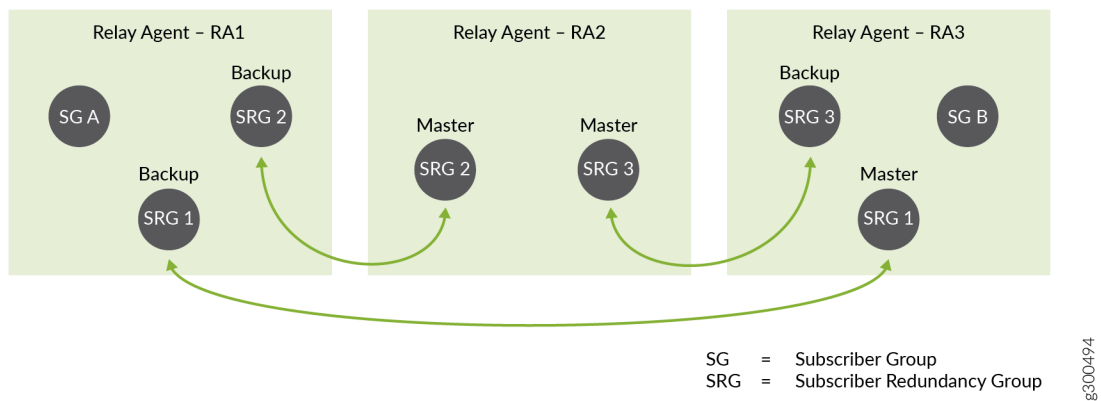 Relay Agent – RA1
Relay Agent – RA2
Relay Agent – RA3
Backup
SG A
SRG 2
Backup
SRG 1
Master
SRG 2
Master
SRG 3
Backup
SRG 3
SG B
Master
SRG 1
SG = Subscriber Group
SRG = Subscriber Redundancy Group
g300494